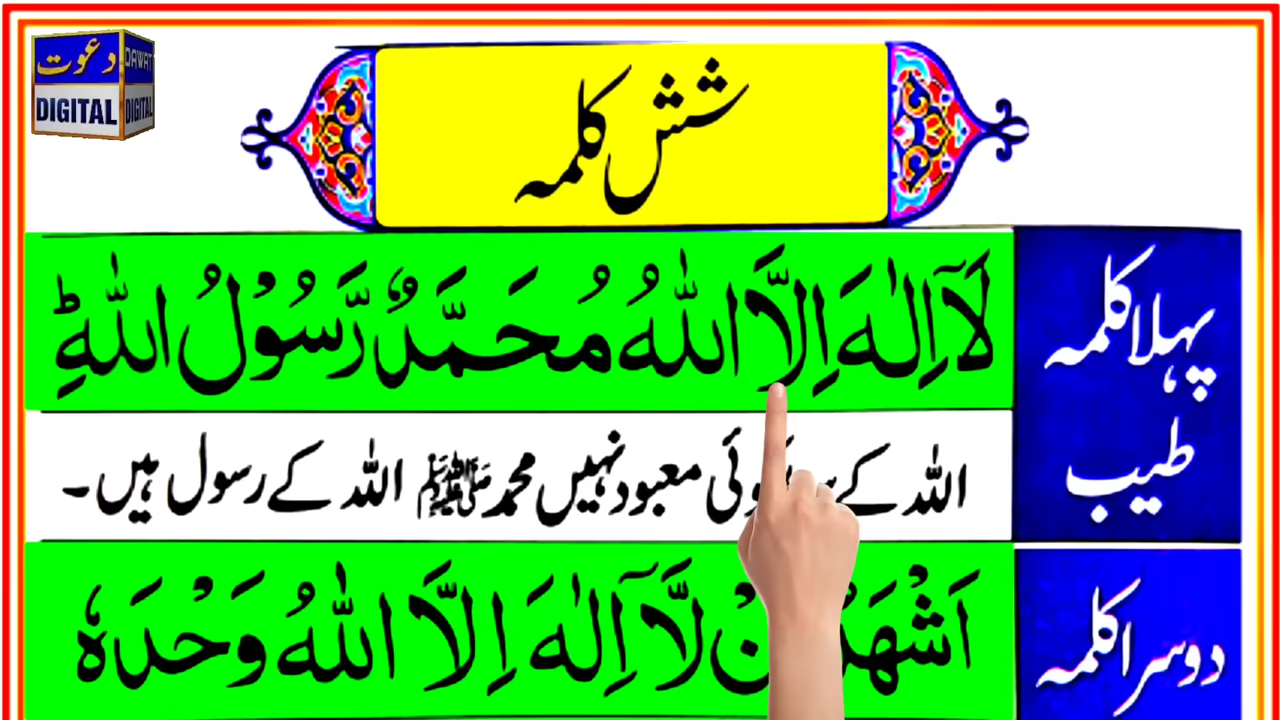 دعوت
DAWAT
DIGITAL
DIGITAL
شش کلمہ
پہلا کلمہ
طیب
لَآ اِلٰهَ اِلَّا اللّٰهُ مُحَمَّدٌ رَّسُوْلُ اللّٰهِؕ
اللہ کے کوئی معبود نہیں محمد ﷺ اللہ کے رسول ہیں۔
دوسرا کلمہ
اَشْهَدُ لَّآ اِلٰهَ اِلَّا اللّٰهُ وَحْدَهٗ